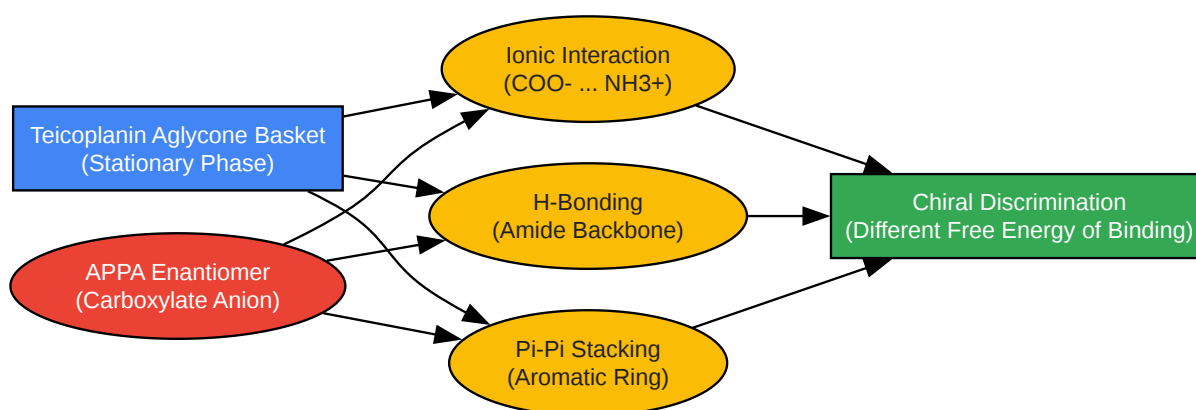 Teicoplanin Aglycone Basket
(Stationary Phase)
APPA Enantiomer
(Carboxylate Anion)
Ionic Interaction
(COO- ... NH3+)
H-Bonding
(Amide Backbone)
Pi-Pi Stacking
(Aromatic Ring)
Chiral Discrimination
(Different Free Energy of Binding)